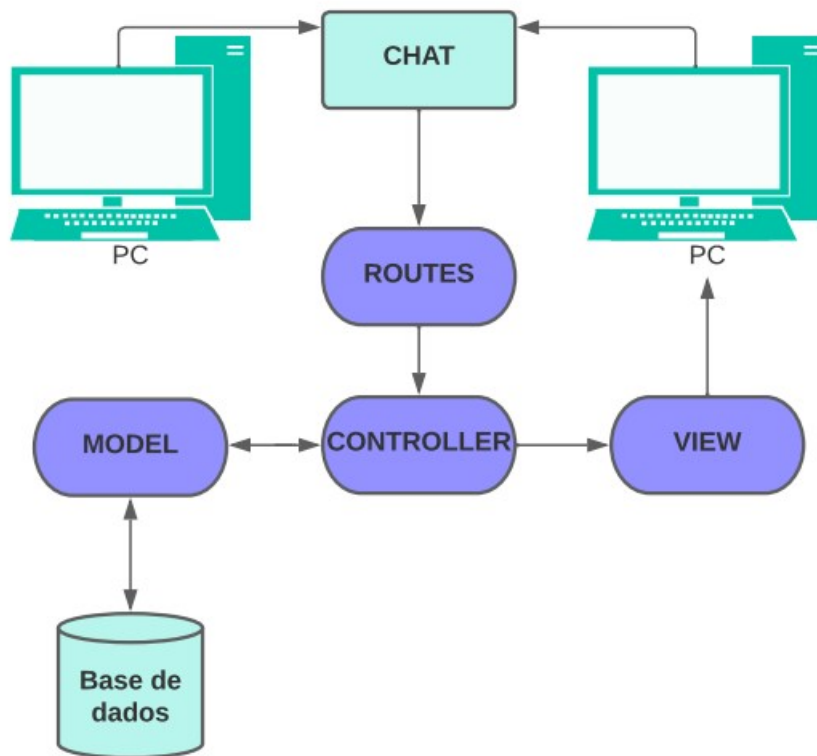 CHAT
PC
PC
ROUTES
MODEL
CONTROLLER
VIEW
Base de
dados